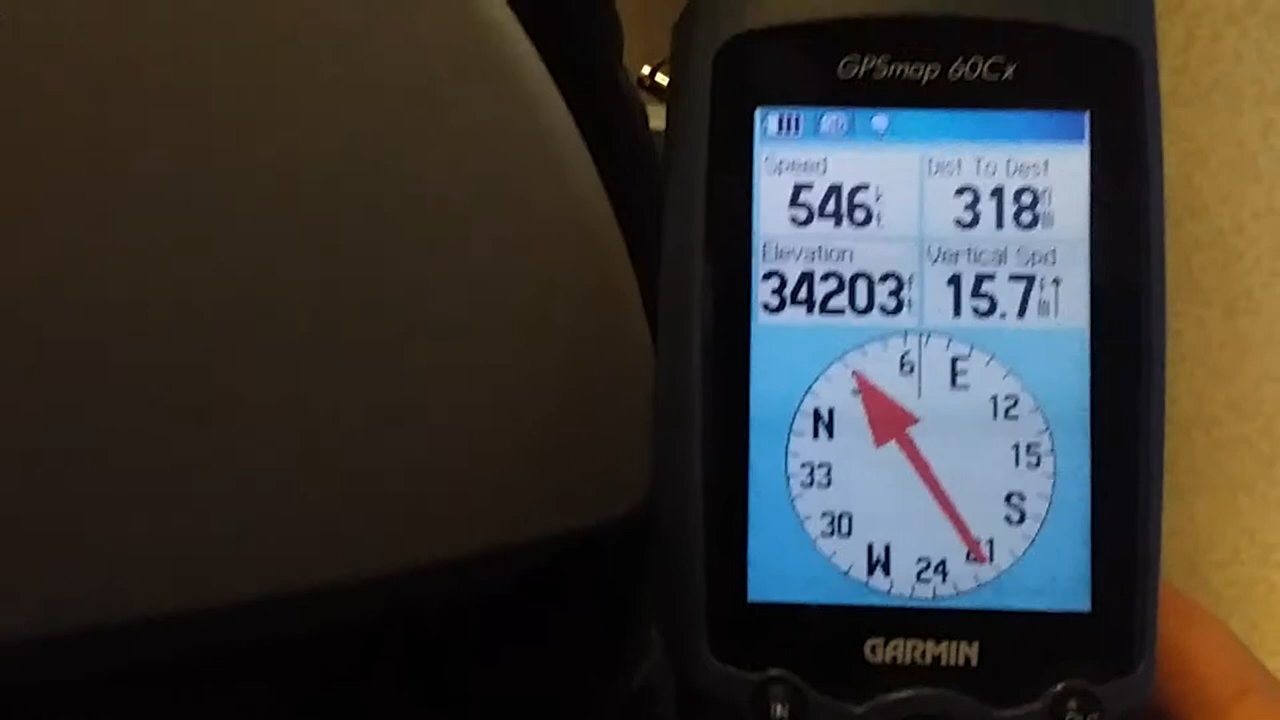 GPSmap 60Cx
Speed Dist To Dest
546 318
Elevation Vertical Spd
34203 15.7
6 E
12
N
15
33
S
30
W 24
GARMIN
IN